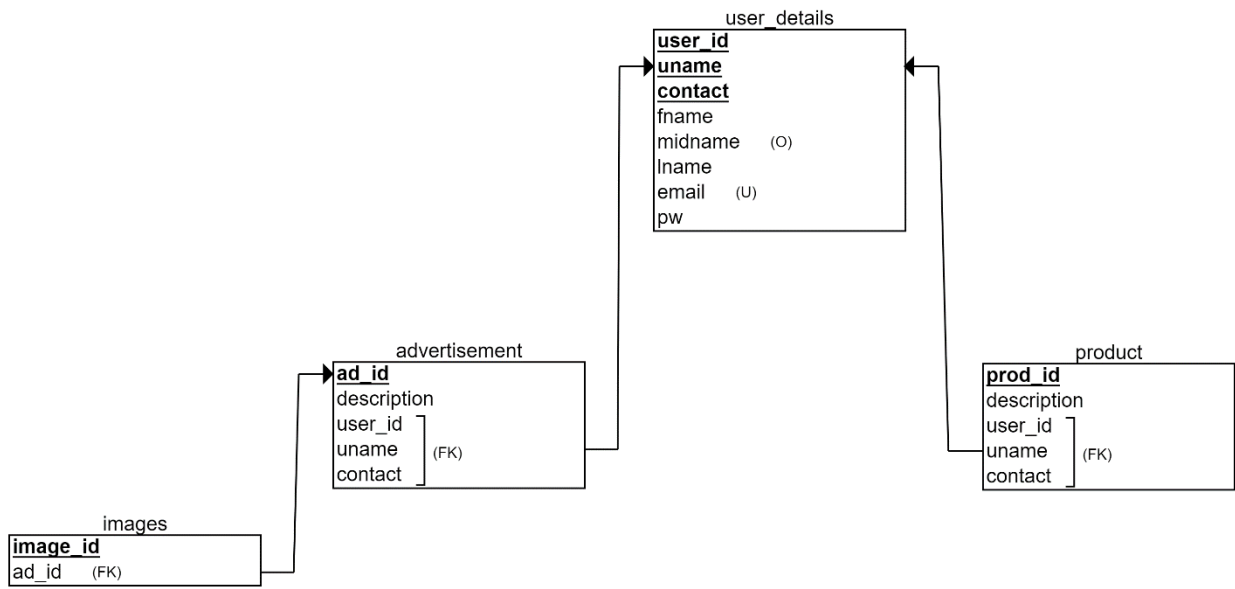 user_details
user_id
uname
contact
fname
midname (O)
lname
email (U)
pw
advertisement
ad_id
description
user_id
uname (FK)
contact
product
prod_id
description
user_id
uname (FK)
contact
images
image_id
ad_id (FK)